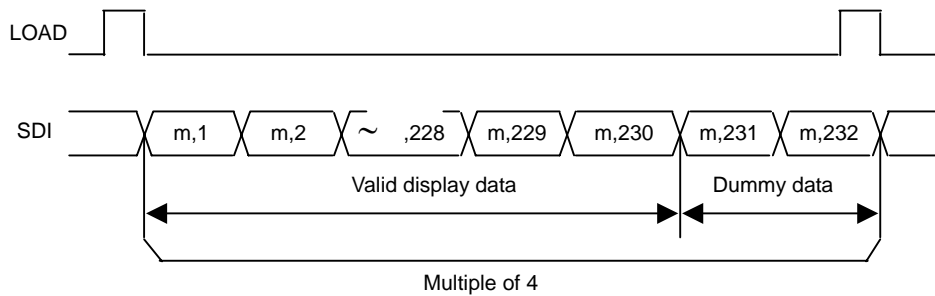 LOAD
SDI m,1 m,2 ~ ,228 m,229 m,230 m,231 m,232
Valid display data Dummy data
Multiple of 4